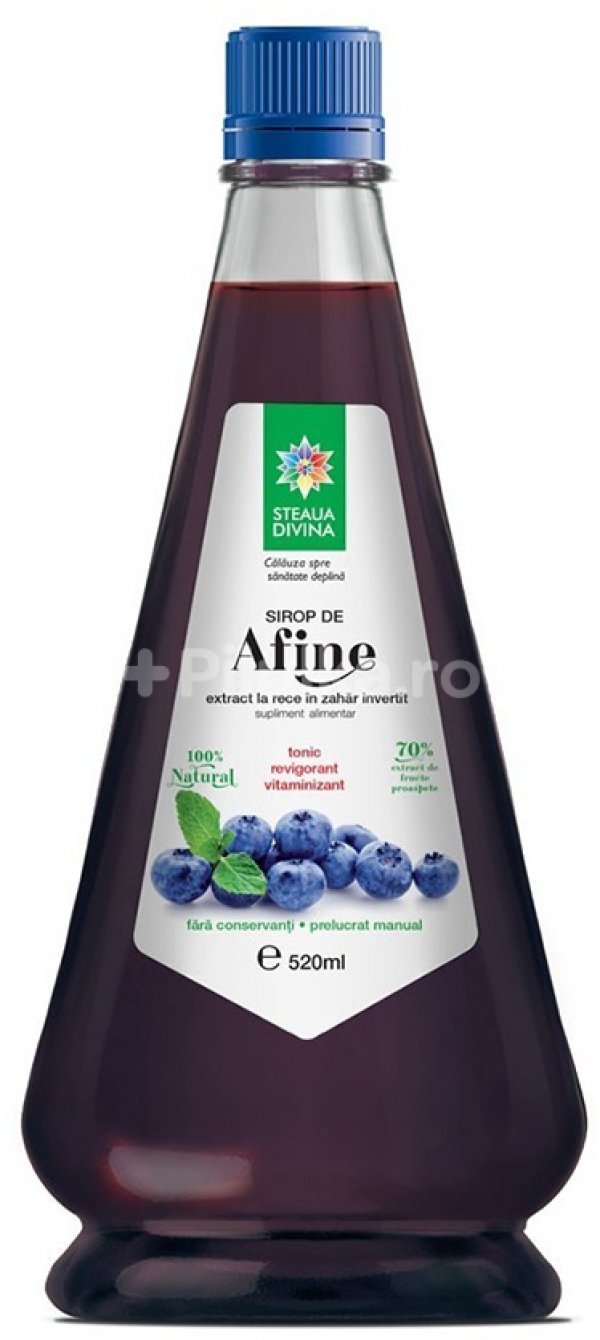 STEAUA
DIVINA
Călăuza spre
sănătate deplină
SIROP DE
Afine
extract la rece în zahăr invertit
supliment alimentar
100%
Natural
tonic
revigorant
vitaminizant
70%
extract de
fructe
proaspete
fără conservanți • prelucrat manual
℮ 520ml